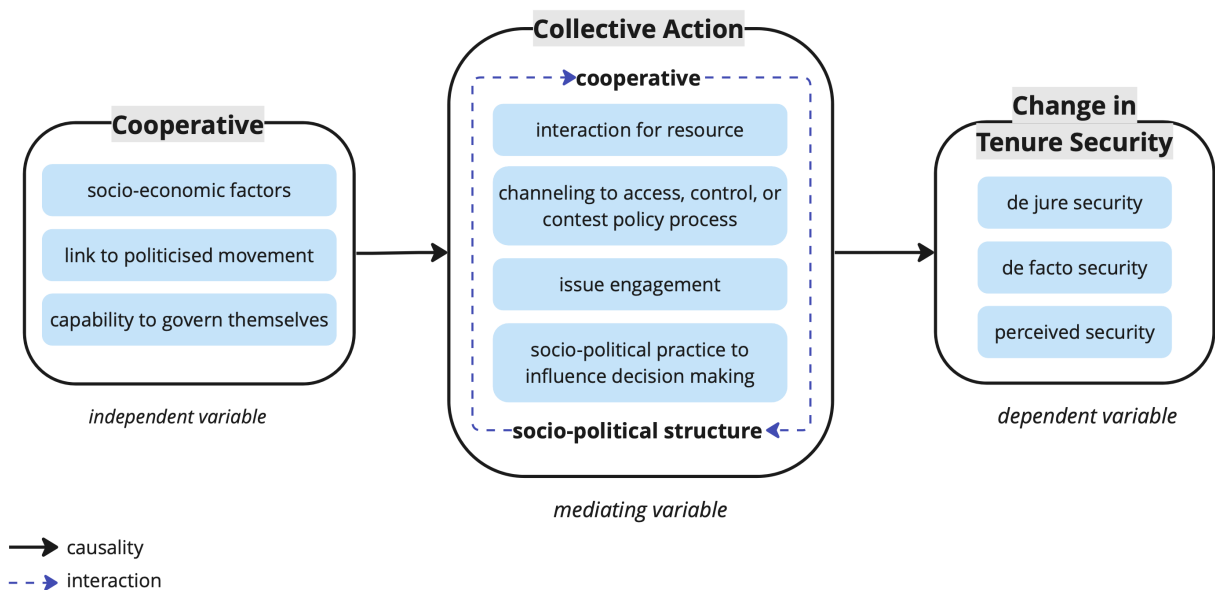 Cooperative
socio-economic factors
link to politicised movement
capability to govern themselves
independent variable
Collective Action
cooperative
interaction for resource
channeling to access, control, or
contest policy process
issue engagement
socio-political practice to
influence decision making
socio-political structure
mediating variable
Change in
Tenure Security
de jure security
de facto security
perceived security
dependent variable
causality
interaction